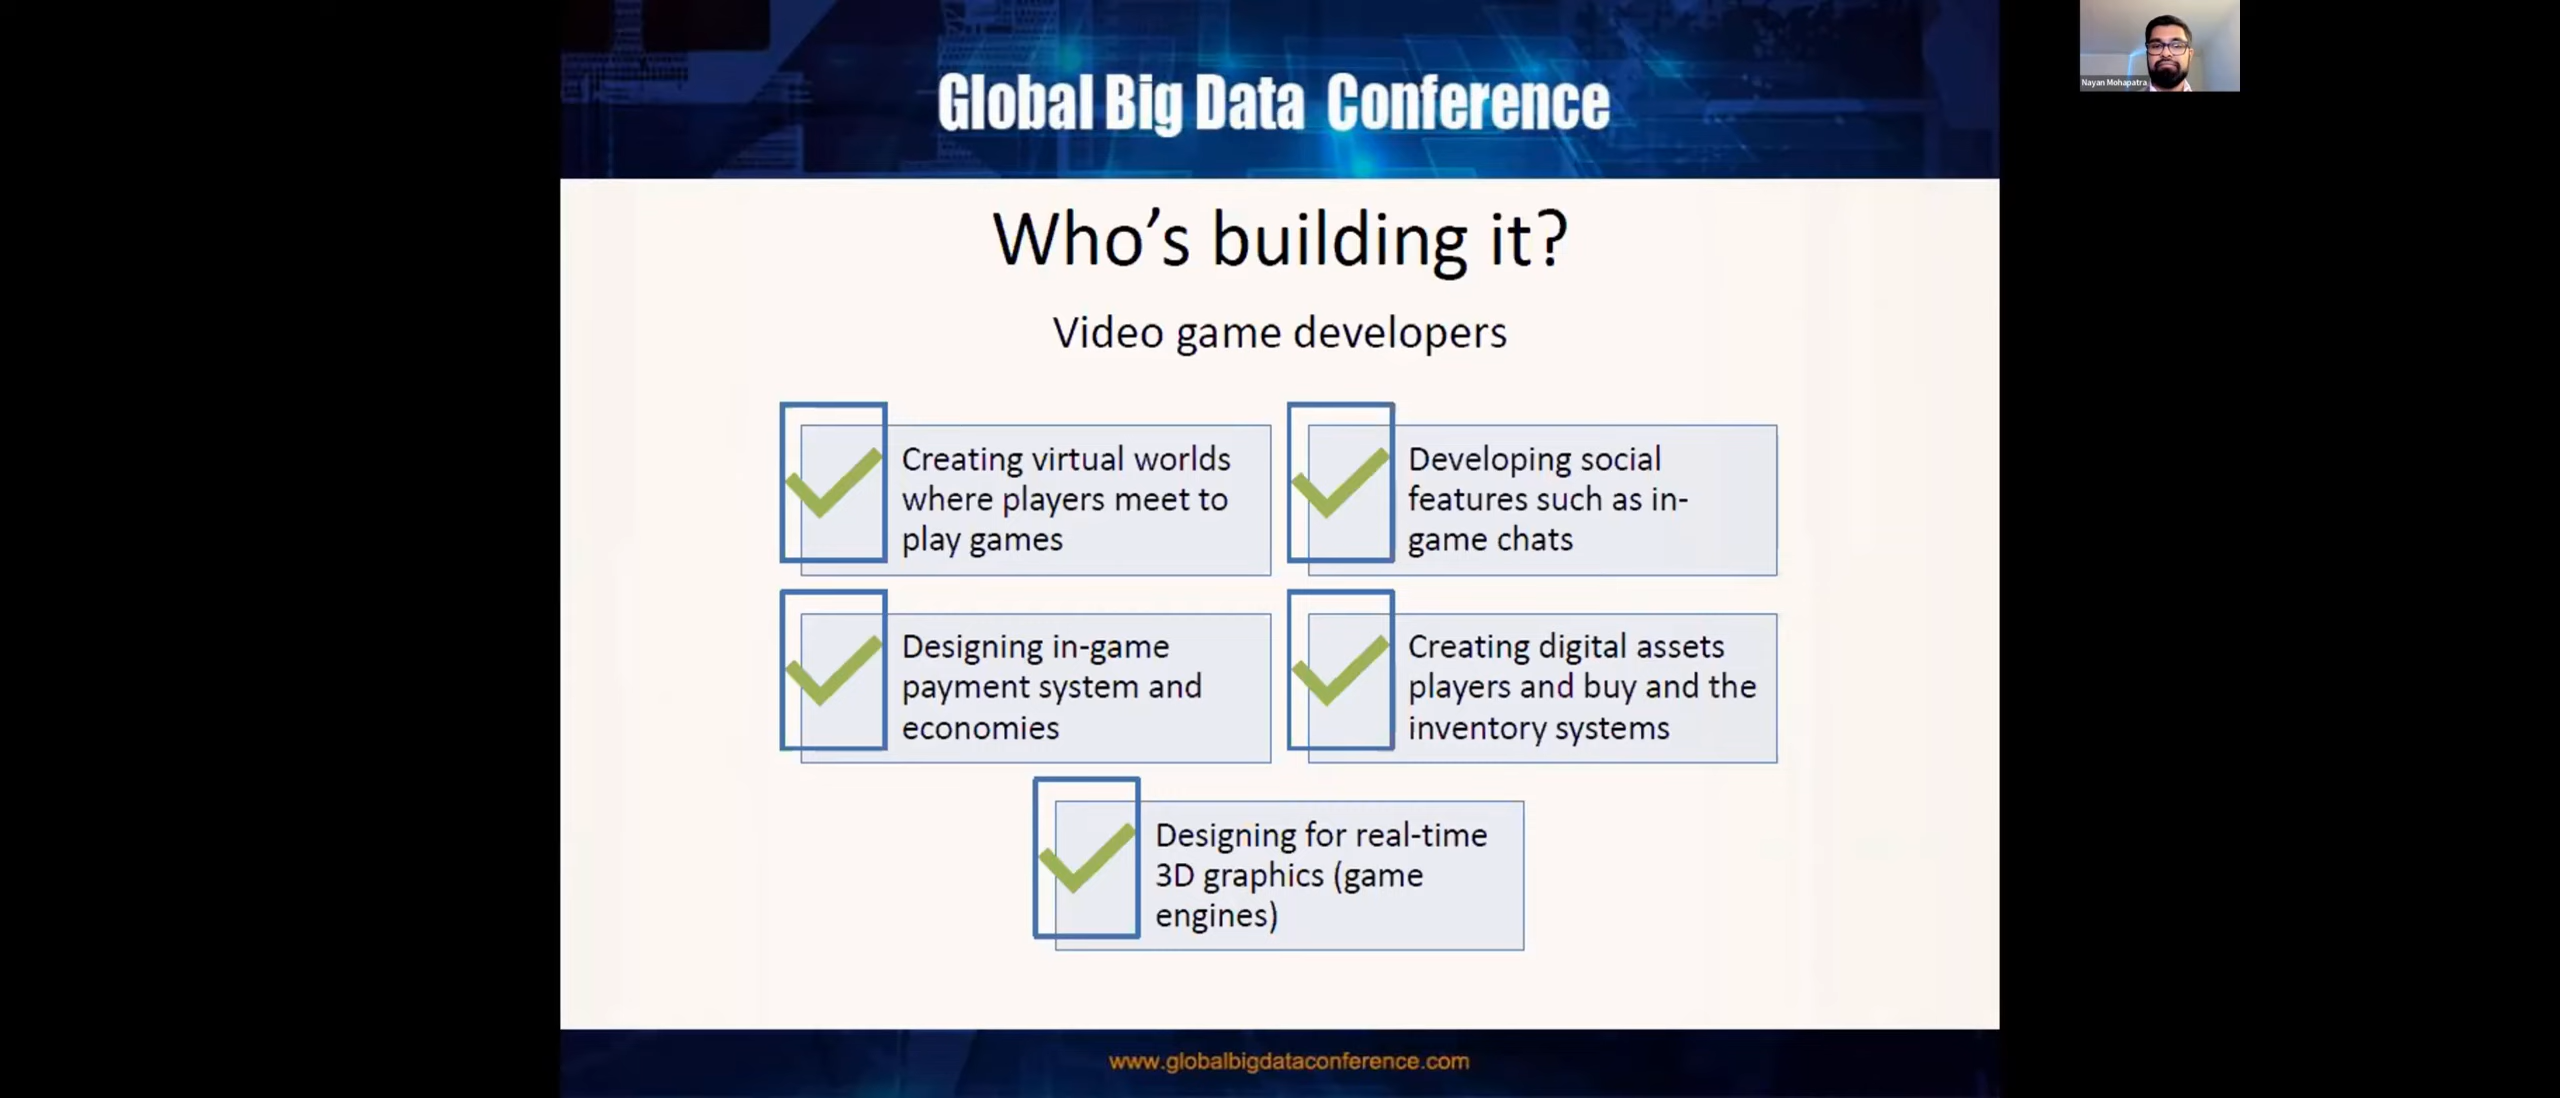 Global Big Data Conference
Nayan Mohapatra
Who's building it?
Video game developers
Creating virtual worlds
where players meet to
play games
Developing social
features such as in-
game chats
Designing in-game
payment system and
economies
Creating digital assets
players and buy and the
inventory systems
Designing for real-time
3D graphics (game
engines)
www.globalbigdataconference.com